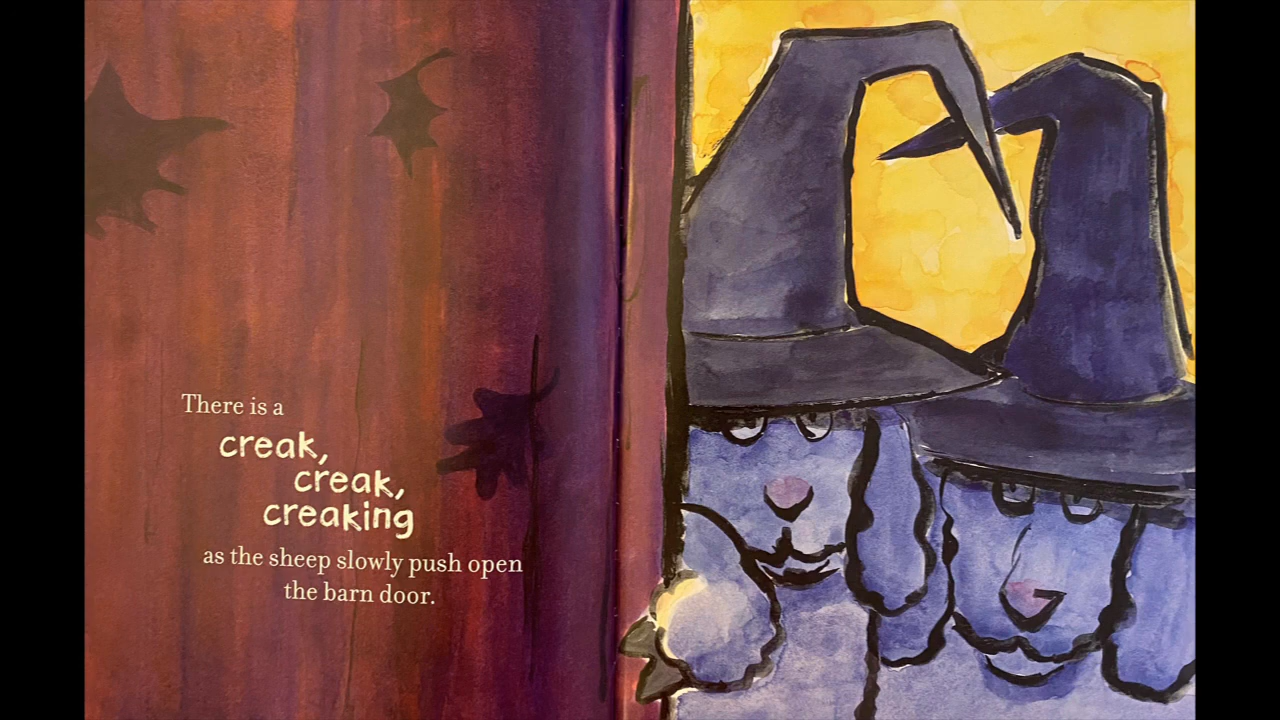 There is a
creak,
creak,
creaking
as the sheep slowly push open
the barn door.